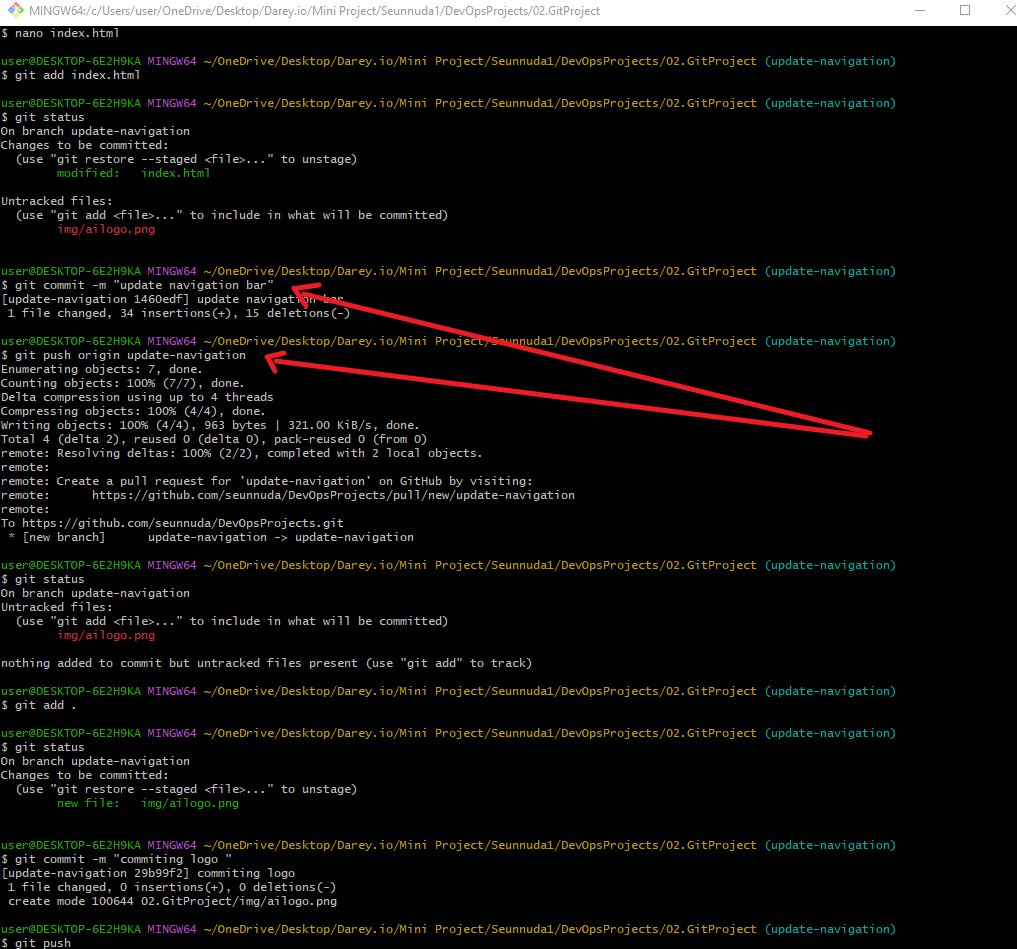 MINGW64:/c/Users/user/OneDrive/Desktop/Darey.io/Mini Project/Seunnuda1/DevOpsProjects/02.GitProject
$ nano index.html
user@DESKTOP-6E2H9KA MINGW64 ~/OneDrive/Desktop/Darey.io/Mini Project/Seunnuda1/DevOpsProjects/02.GitProject (update-navigation)
$ git add index.html
user@DESKTOP-6E2H9KA MINGW64 ~/OneDrive/Desktop/Darey.io/Mini Project/Seunnuda1/DevOpsProjects/02.GitProject (update-navigation)
$ git status
On branch update-navigation
Changes to be committed:
  (use "git restore --staged <file>..." to unstage)
        modified:   index.html
Untracked files:
  (use "git add <file>..." to include in what will be committed)
        img/ailogo.png
user@DESKTOP-6E2H9KA MINGW64 ~/OneDrive/Desktop/Darey.io/Mini Project/Seunnuda1/DevOpsProjects/02.GitProject (update-navigation)
$ git commit -m "update navigation bar"
[update-navigation 1460edf] update navigation bar
 1 file changed, 34 insertions(+), 15 deletions(-)
user@DESKTOP-6E2H9KA MINGW64 ~/OneDrive/Desktop/Darey.io/Mini Project/Seunnuda1/DevOpsProjects/02.GitProject (update-navigation)
$ git push origin update-navigation
Enumerating objects: 7, done.
Counting objects: 100% (7/7), done.
Delta compression using up to 4 threads
Compressing objects: 100% (4/4), done.
Writing objects: 100% (4/4), 963 bytes | 321.00 KiB/s, done.
Total 4 (delta 2), reused 0 (delta 0), pack-reused 0 (from 0)
remote: Resolving deltas: 100% (2/2), completed with 2 local objects.
remote:
remote: Create a pull request for 'update-navigation' on GitHub by visiting:
remote:      https://github.com/seunnuda/DevOpsProjects/pull/new/update-navigation
remote:
To https://github.com/seunnuda/DevOpsProjects.git
 * [new branch]      update-navigation -> update-navigation
user@DESKTOP-6E2H9KA MINGW64 ~/OneDrive/Desktop/Darey.io/Mini Project/Seunnuda1/DevOpsProjects/02.GitProject (update-navigation)
$ git status
On branch update-navigation
Untracked files:
  (use "git add <file>..." to include in what will be committed)
        img/ailogo.png
nothing added to commit but untracked files present (use "git add" to track)
user@DESKTOP-6E2H9KA MINGW64 ~/OneDrive/Desktop/Darey.io/Mini Project/Seunnuda1/DevOpsProjects/02.GitProject (update-navigation)
$ git add .
user@DESKTOP-6E2H9KA MINGW64 ~/OneDrive/Desktop/Darey.io/Mini Project/Seunnuda1/DevOpsProjects/02.GitProject (update-navigation)
$ git status
On branch update-navigation
Changes to be committed:
  (use "git restore --staged <file>..." to unstage)
        new file:   img/ailogo.png
user@DESKTOP-6E2H9KA MINGW64 ~/OneDrive/Desktop/Darey.io/Mini Project/Seunnuda1/DevOpsProjects/02.GitProject (update-navigation)
$ git commit -m "commiting logo "
[update-navigation 29b99f2] commiting logo
 1 file changed, 0 insertions(+), 0 deletions(-)
 create mode 100644 02.GitProject/img/ailogo.png
user@DESKTOP-6E2H9KA MINGW64 ~/OneDrive/Desktop/Darey.io/Mini Project/Seunnuda1/DevOpsProjects/02.GitProject (update-navigation)
$ git push